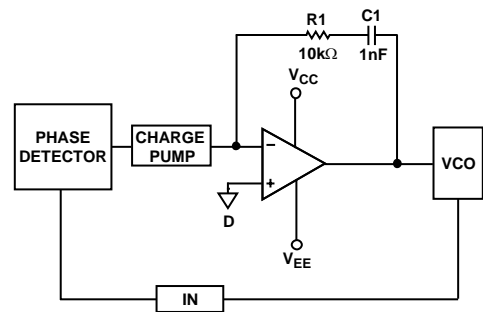 R1
10kΩ
C1
1nF
VCC
PHASE
DETECTOR
CHARGE
PUMP
−
+
D
VEE
VCO
IN